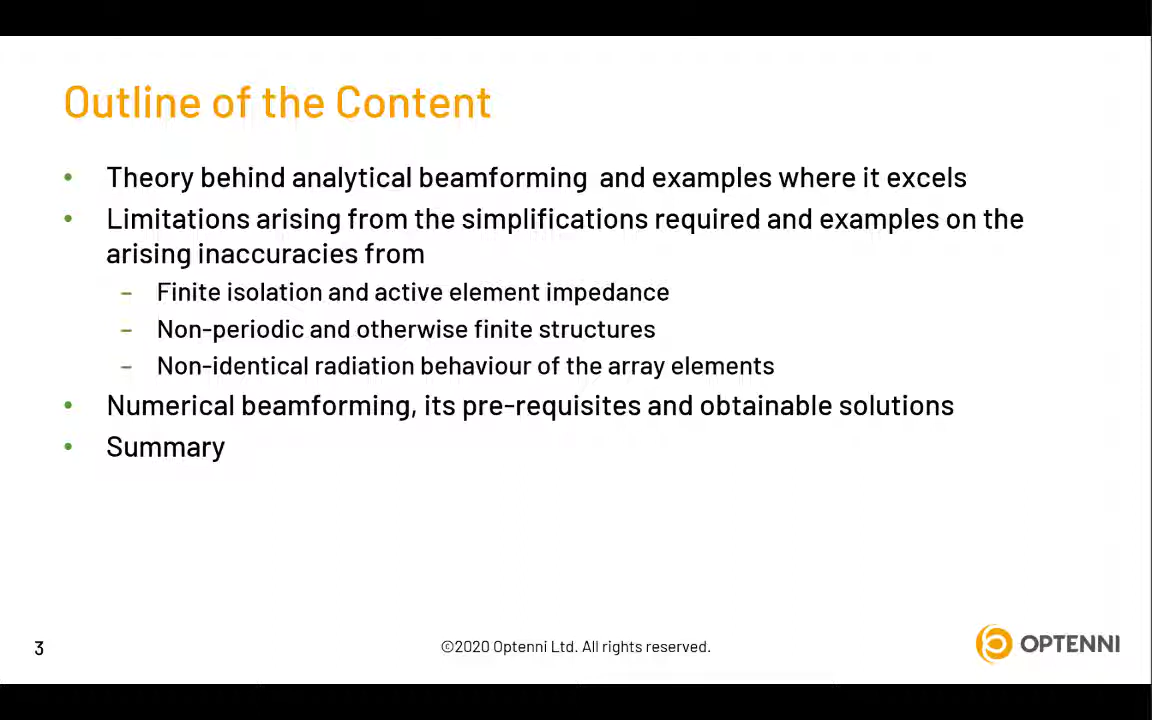 Outline of the Content
• Theory behind analytical beamforming and examples where it excels
• Limitations arising from the simplifications required and examples on the
arising inaccuracies from
– Finite isolation and active element impedance
– Non-periodic and otherwise finite structures
– Non-identical radiation behaviour of the array elements
• Numerical beamforming, its pre-requisites and obtainable solutions
• Summary
3
©2020 Optenni Ltd. All rights reserved.
OPTENNI